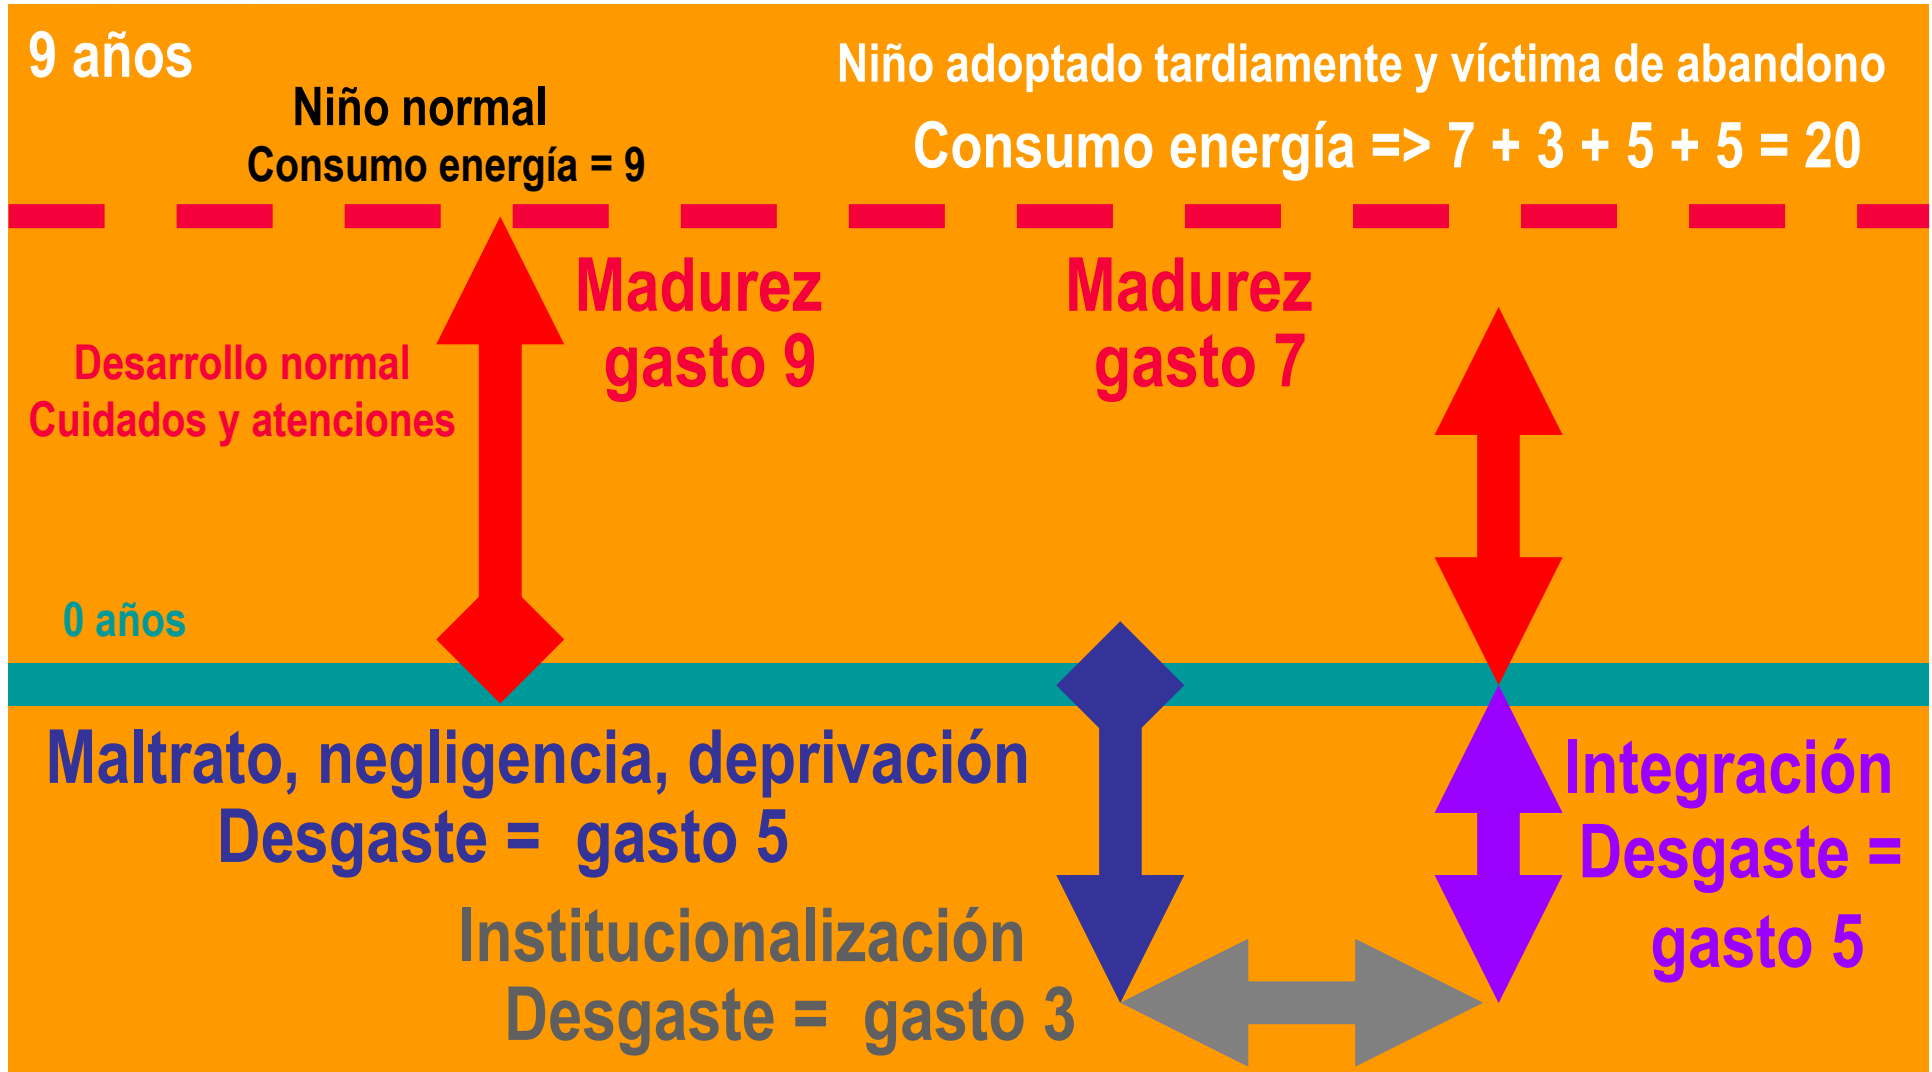 9 años
Niño normal
Consumo energía = 9
Niño adoptado tardiamente y víctima de abandono
Consumo energía => 7 + 3 + 5 + 5 = 20
Madurez
gasto 9
Madurez
gasto 7
Desarrollo normal
Cuidados y atenciones
0 años
Maltrato, negligencia, deprivación
Desgaste = gasto 5
Integración
Desgaste =
gasto 5
Institucionalización
Desgaste = gasto 3